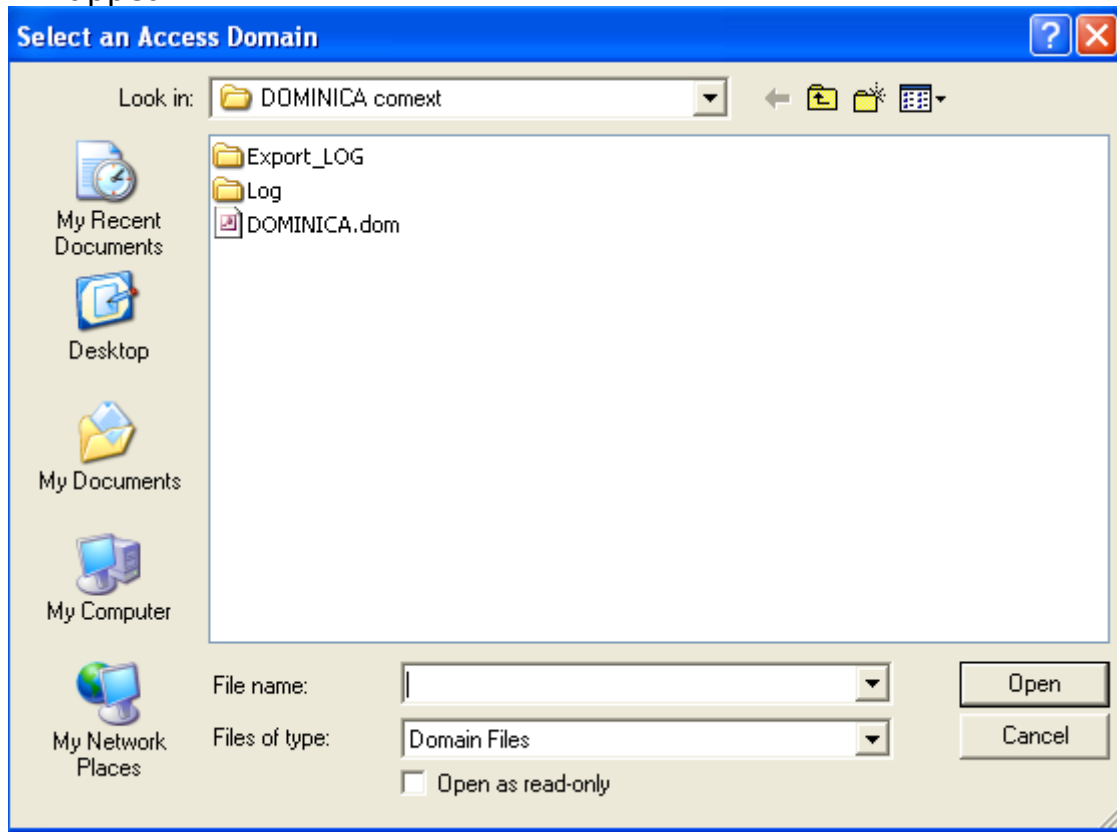 Select an Access Domain
Look in:
DOMINICA comext
Export_LOG
Log
DOMINICA.dom
My Recent
Documents
Desktop
My Documents
My Computer
My Network
Places
File name:
Open
Files of type:
Domain Files
Cancel
Open as read-only